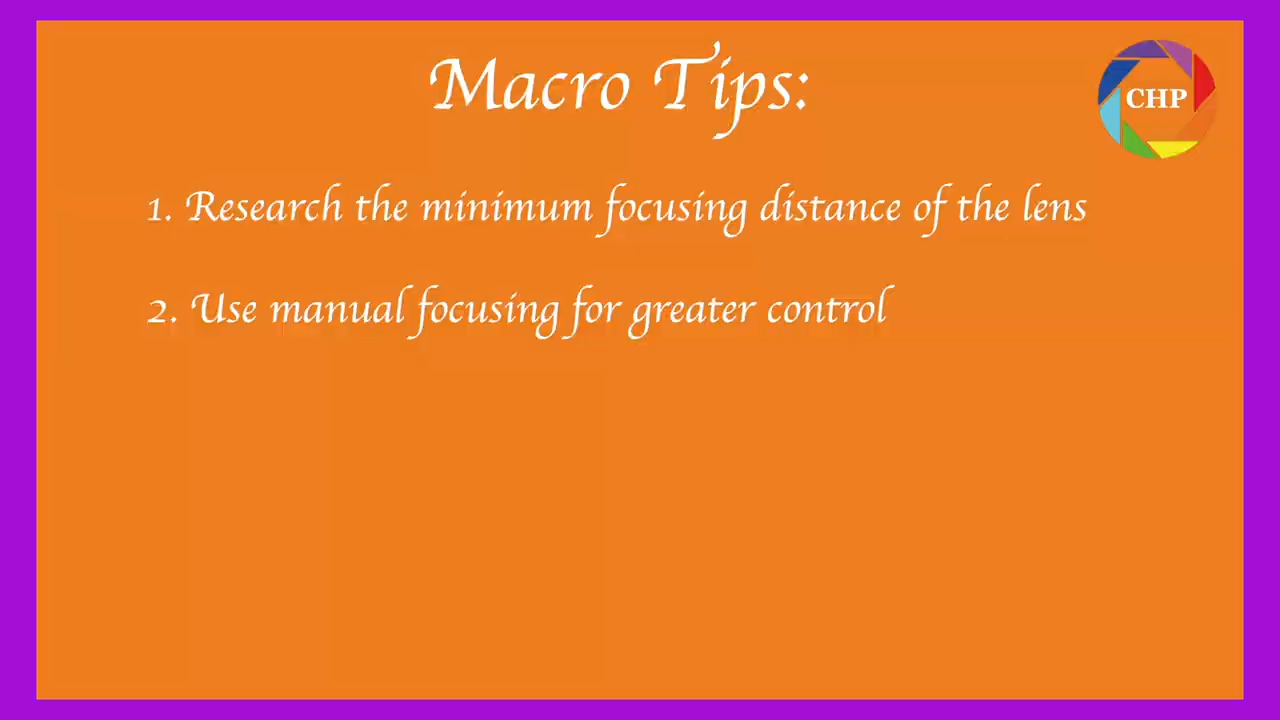 Macro Tips:
CHP
1. Research the minimum focusing distance of the lens
2. Use manual focusing for greater control